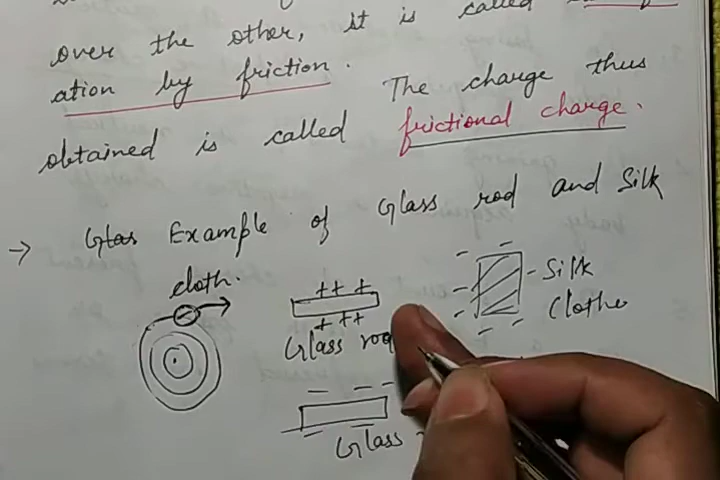 over the other, it is called
ation by friction. The charge thus
obtained is called frictional charge.
→ Example of Glass rod and Silk
cloth.
++ +
+ ++
Glass rod
Silk
Clothe
Glass